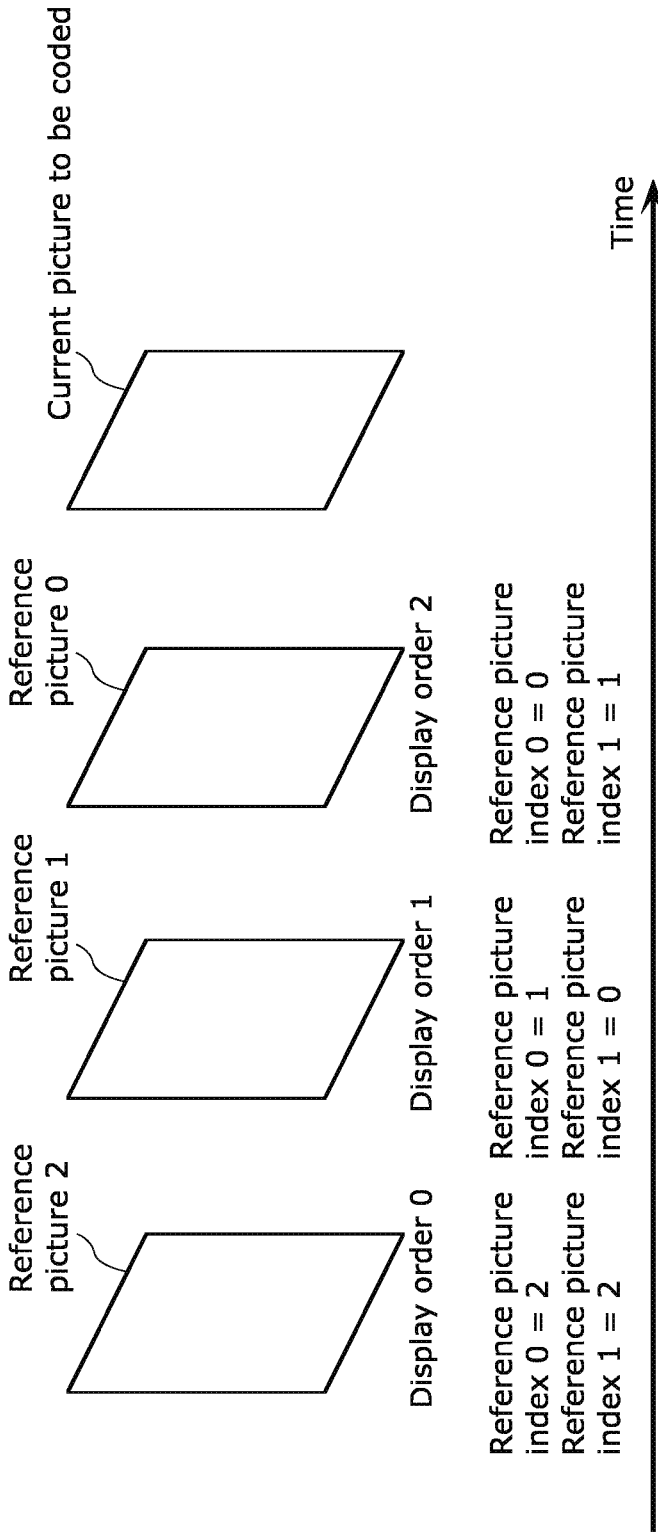 Reference
picture 2
Reference
picture 1
Reference
picture 0
Current picture to be coded
Display order 0
Display order 1
Display order 2
Reference picture
index 0 = 2
Reference picture
index 1 = 2
Reference picture
index 0 = 1
Reference picture
index 1 = 0
Reference picture
index 0 = 0
Reference picture
index 1 = 1
Time